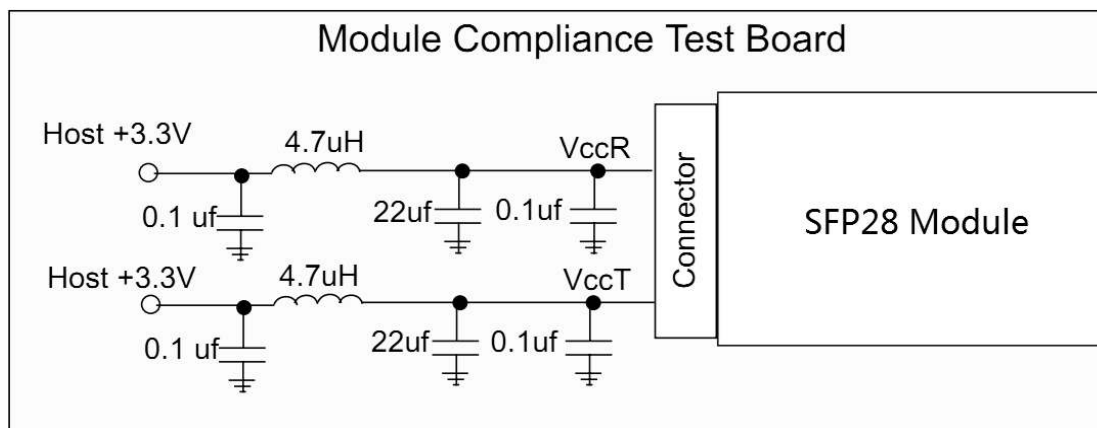 Module Compliance Test Board
Host +3.3V
4.7uH
VccR
0.1 uf
22uf
0.1uf
Connector
SFP28 Module
Host +3.3V
4.7uH
VccT
0.1 uf
22uf
0.1uf